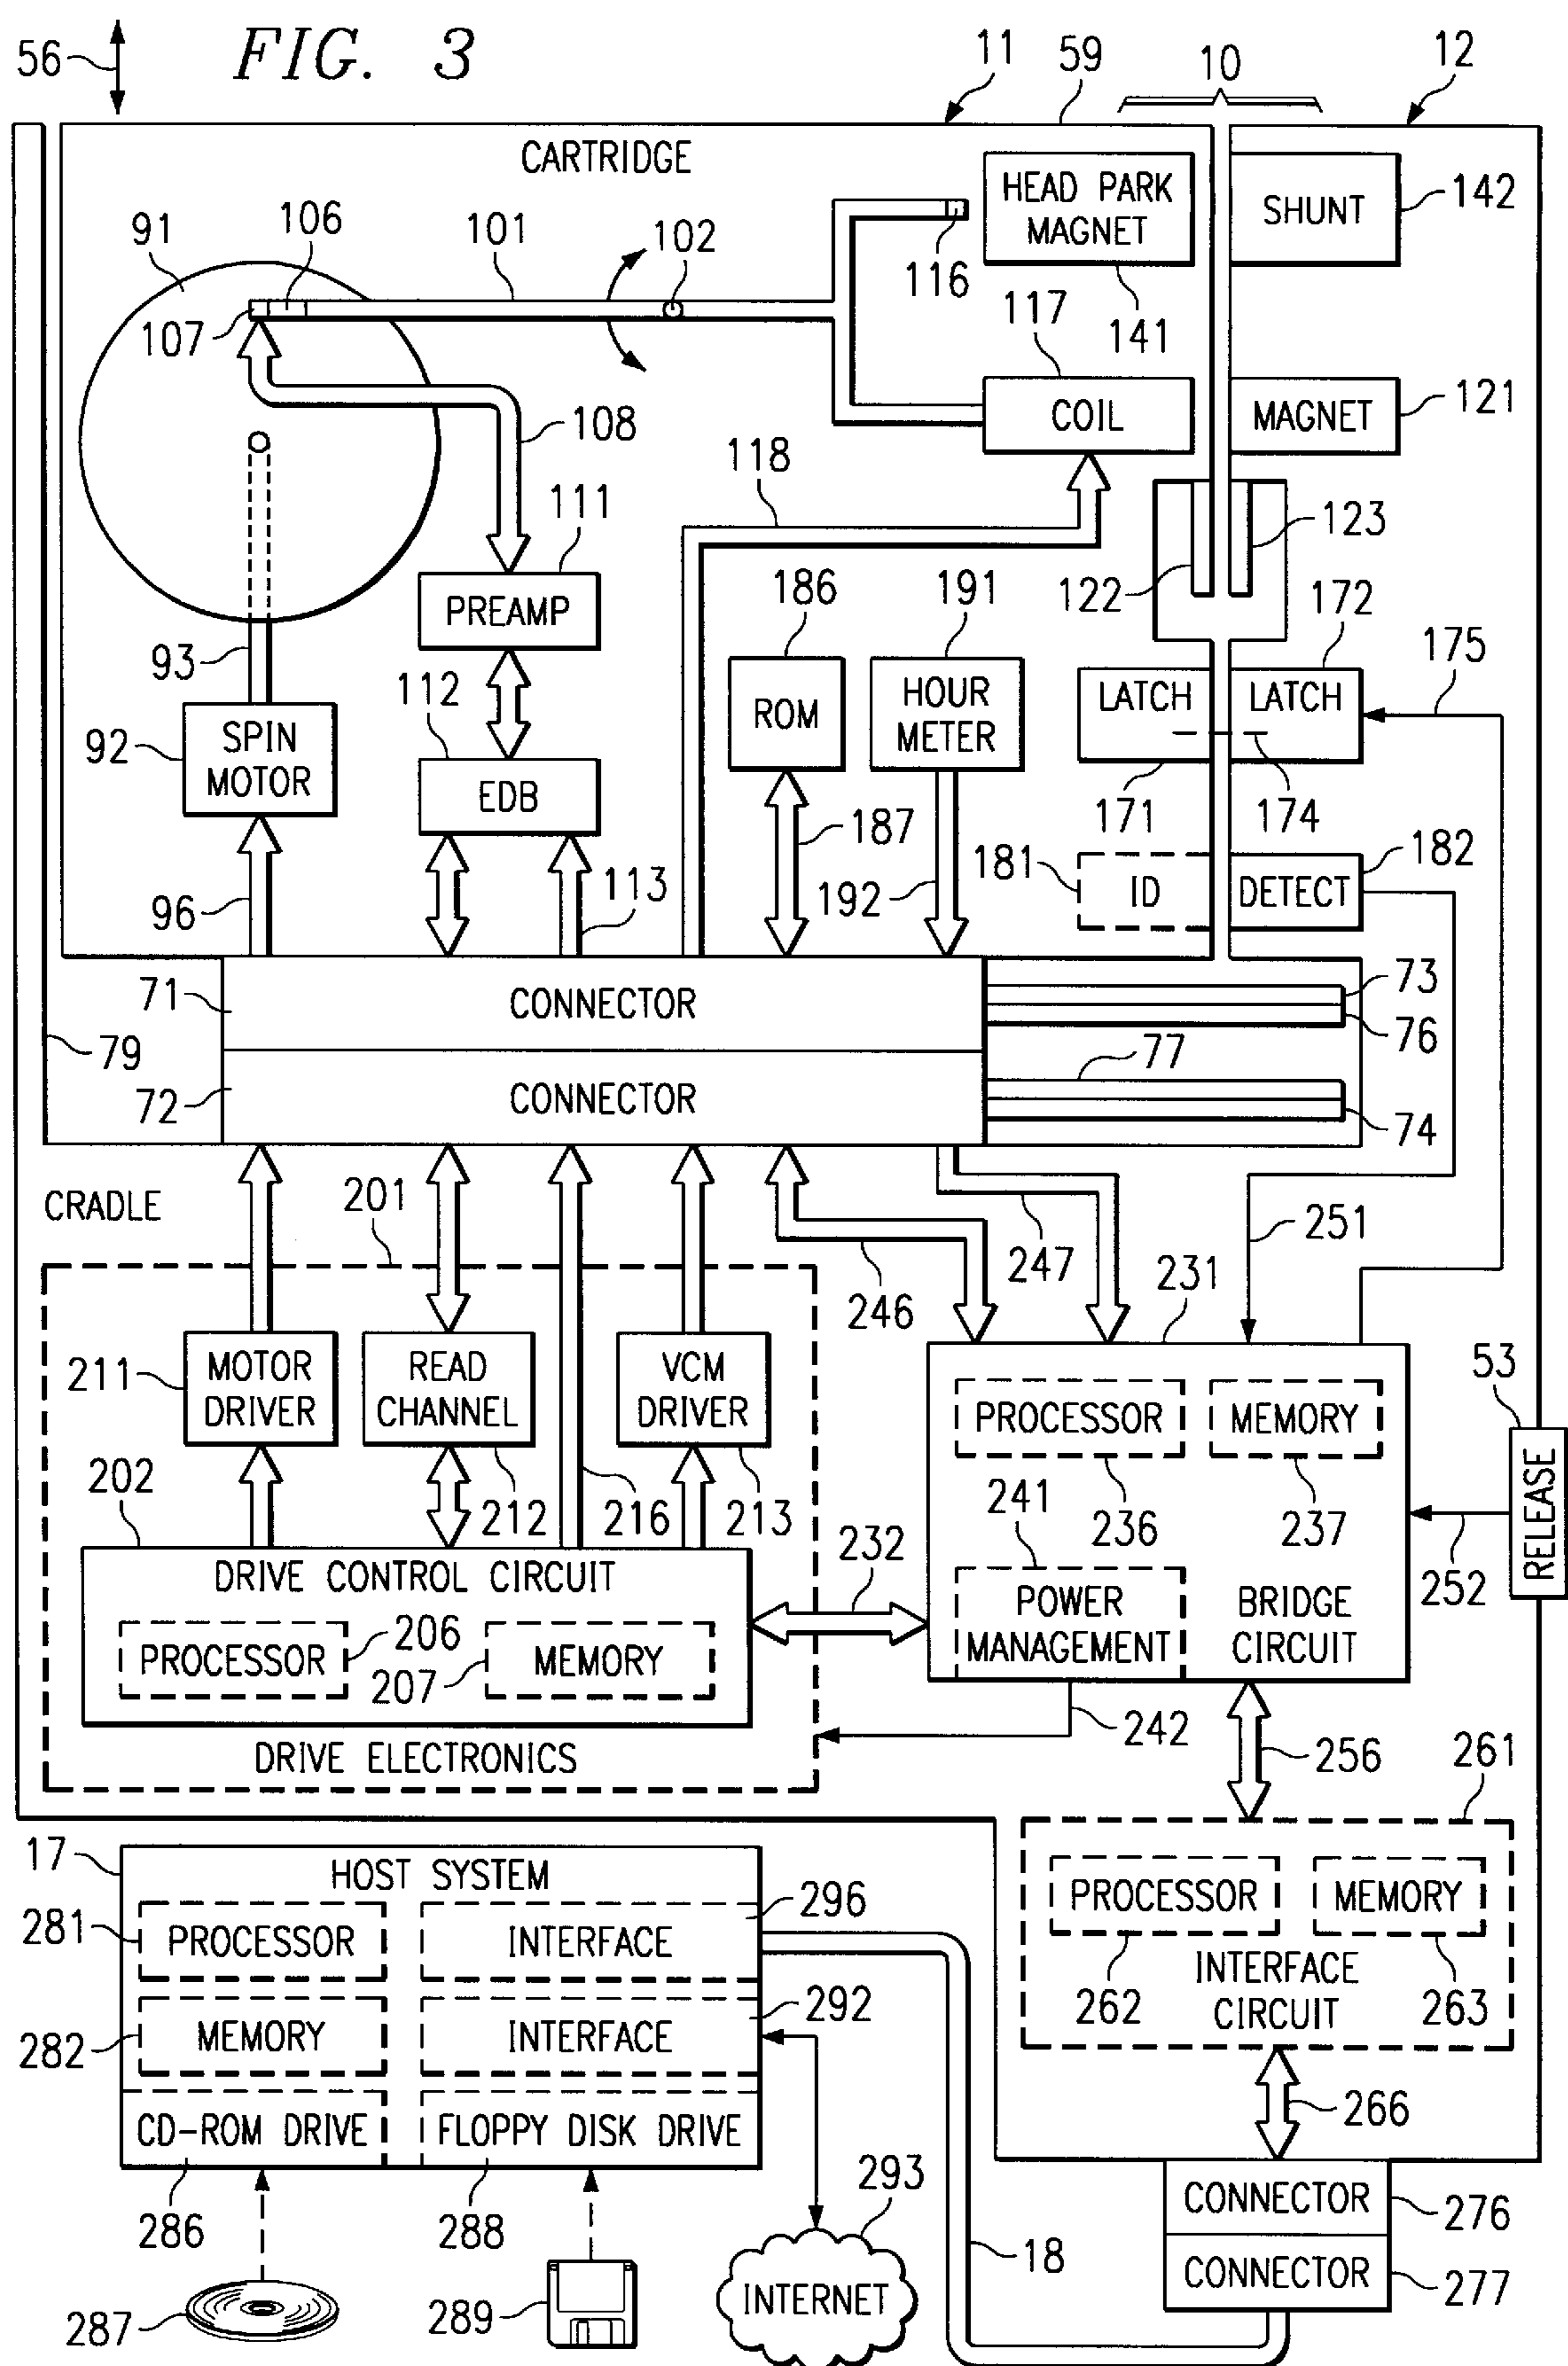 56
FIG. 3
11
59
10
12
CARTRIDGE
HEAD PARK
MAGNET
SHUNT
142
91
106
101
102
116
107
117
141
COIL
MAGNET
121
108
118
111
123
122
186
191
172
PREAMP
175
93
112
ROM
HOUR
METER
LATCH
LATCH
92
SPIN
MOTOR
EDB
187
171
174
181
182
ID
DETECT
96
113
192
71
CONNECTOR
73
76
79
77
72
CONNECTOR
74
CRADLE
201
251
247
231
246
53
211
MOTOR
DRIVER
READ
CHANNEL
VCM
DRIVER
PROCESSOR
MEMORY
202
212
216
213
241
236
237
RELEASE
232
252
DRIVE CONTROL CIRCUIT
POWER
MANAGEMENT
BRIDGE
CIRCUIT
PROCESSOR
206
207
MEMORY
242
DRIVE ELECTRONICS
256
261
17
HOST SYSTEM
296
PROCESSOR
MEMORY
281
PROCESSOR
INTERFACE
262
INTERFACE
CIRCUIT
263
292
282
MEMORY
INTERFACE
266
CD-ROM DRIVE
FLOPPY DISK DRIVE
293
286
288
CONNECTOR
276
18
CONNECTOR
277
287
289
INTERNET